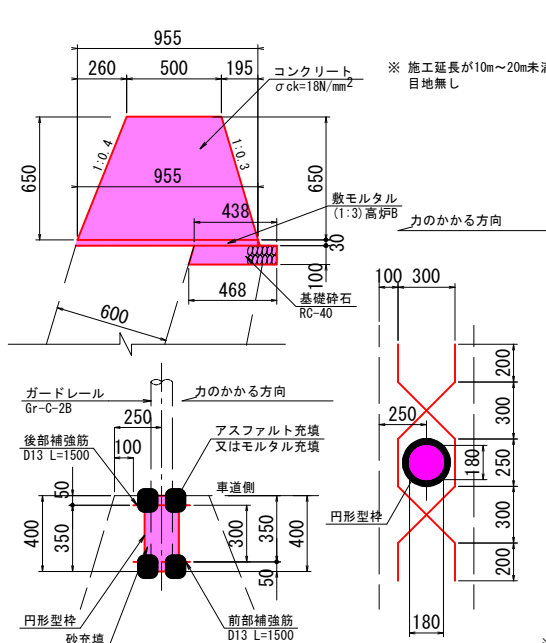 955
260 500 195
コンクリート
σck=18N/mm²
※ 施工延長が10m～20m未満
目地無し
650
1:0.4
1:0.3
650
955
438
敷モルタル
(1:3)高炉B
力のかかる方向
30
100
468
基礎砕石
RC-40
600
100 300
200
300
250
250
180
300
200
円形型枠
180
ガードレール
Gr-C-2B
力のかかる方向
250
アスファルト充填
又はモルタル充填
後部補強筋
D13 L=1500
100
車道側
50
400
350
300
350
400
50
円形型枠
砂充填
前部補強筋
D13 L=1500